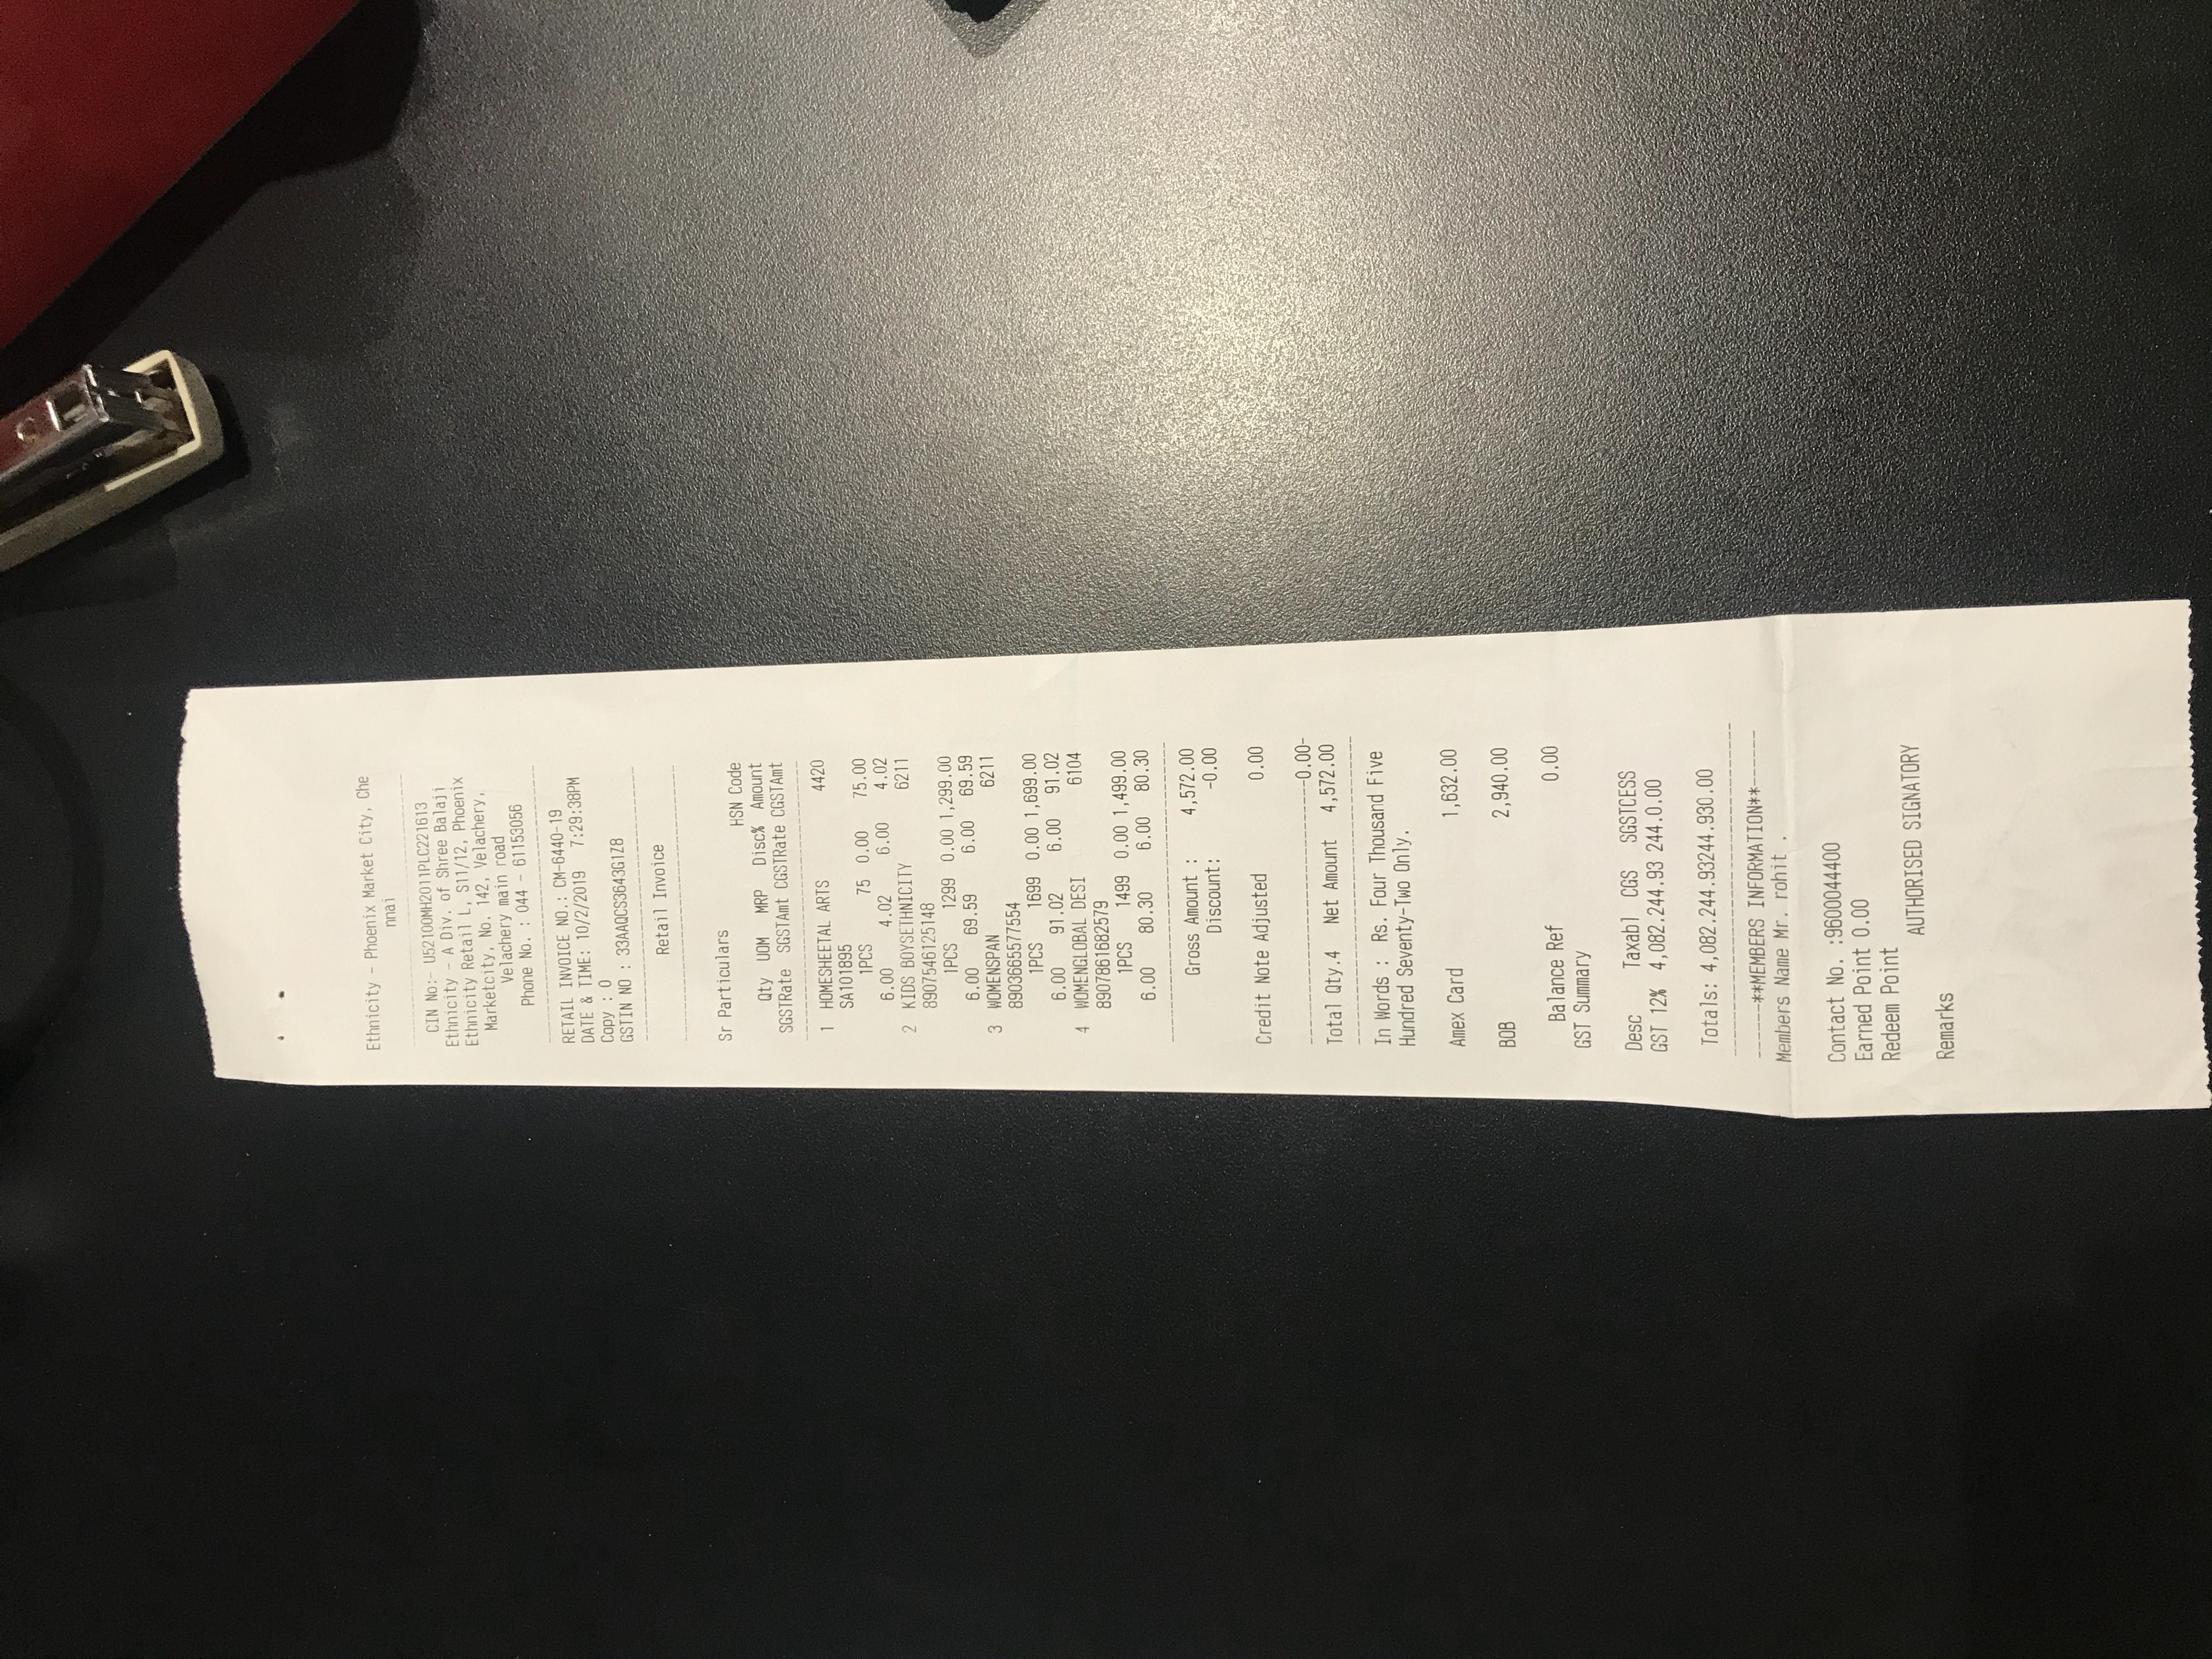 Ethnicity - Phoenix Market City, Che
nnai
CIN No:- U52100MH2011PLC221613
Ethnicity - A Div. of Shree Balaji
Ethnicity Retail L, S11/12, Phoenix
Marketcity, No. 142, Velachery,
Velachery main road
Phone No. : 044 - 61153056
RETAIL INVOICE NO.: CM-6440-19
DATE & TIME: 10/2/2019 7:29:38PM
Copy : 0
GSTIN NO : 33AAQCS3643G1Z8
Retail Invoice
Sr Particulars
HSN Code
Qty UOM MRP Disc% Amount
SGSTRate SGSTAmt CGSTRate CGSTAmt
1 HOMESHEETAL ARTS 4420
SA101895
1PCS 75 0.00 75.00
6.00 4.02 6.00 4.02
2 KIDS BOYSETHNICITY 6211
8907546125148
1PCS 1299 0.00 1,299.00
6.00 69.59 6.00 69.59
3 WOMENSPAN 6211
8903665577554
1PCS 1699 0.00 1,699.00
6.00 91.02 6.00 91.02
4 WOMENGLOBAL DESI 6104
8907861682579
1PCS 1499 0.00 1,499.00
6.00 80.30 6.00 80.30
Gross Amount : 4,572.00
Discount: -0.00
Credit Note Adjusted 0.00
-------------------------------0.00-
Total Qty.4 Net Amount 4,572.00
In Words : Rs. Four Thousand Five
Hundred Seventy-Two Only.
Amex Card 1,632.00
BOB 2,940.00
Balance Ref 0.00
GST Summary
Desc Taxabl CGS SGSTCESS
GST 12% 4,082.244.93 244.0.00
Totals: 4,082.244.93244.930.00
------**MEMBERS INFORMATION**------
Members Name Mr. rohit .
Contact No. :9600044400
Earned Point 0.00
Redeem Point
AUTHORISED SIGNATORY
Remarks